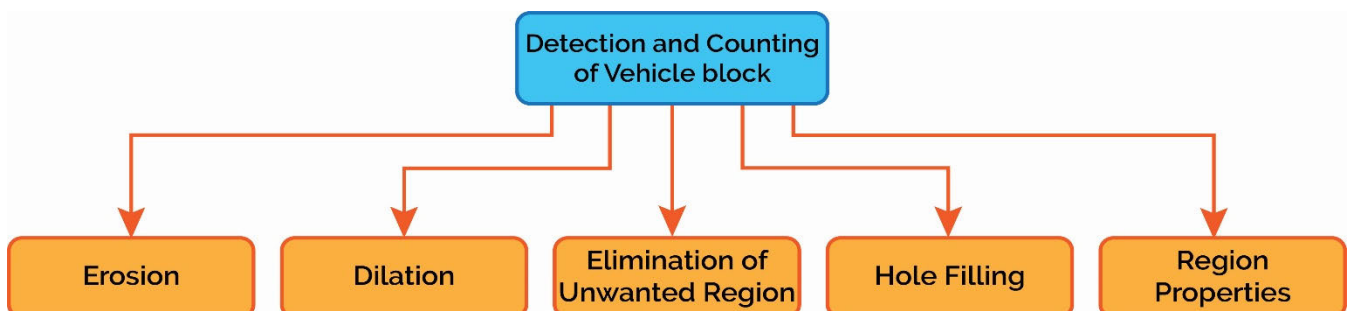 Detection and Counting
of Vehicle block
Erosion
Dilation
Elimination of
Unwanted Region
Hole Filling
Region
Properties